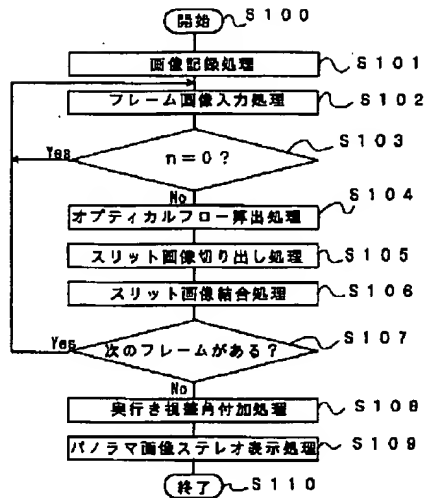 開始 S100
画像記録処理 S101
フレーム画像入力処理 S102
n=0? S103
Yes
No
オプティカルフロー算出処理 S104
スリット画像切り出し処理 S105
スリット画像結合処理 S106
次のフレームがある? S107
Yes
No
奥行き視差角付加処理 S108
パノラマ画像ステレオ表示処理 S109
終了 S110